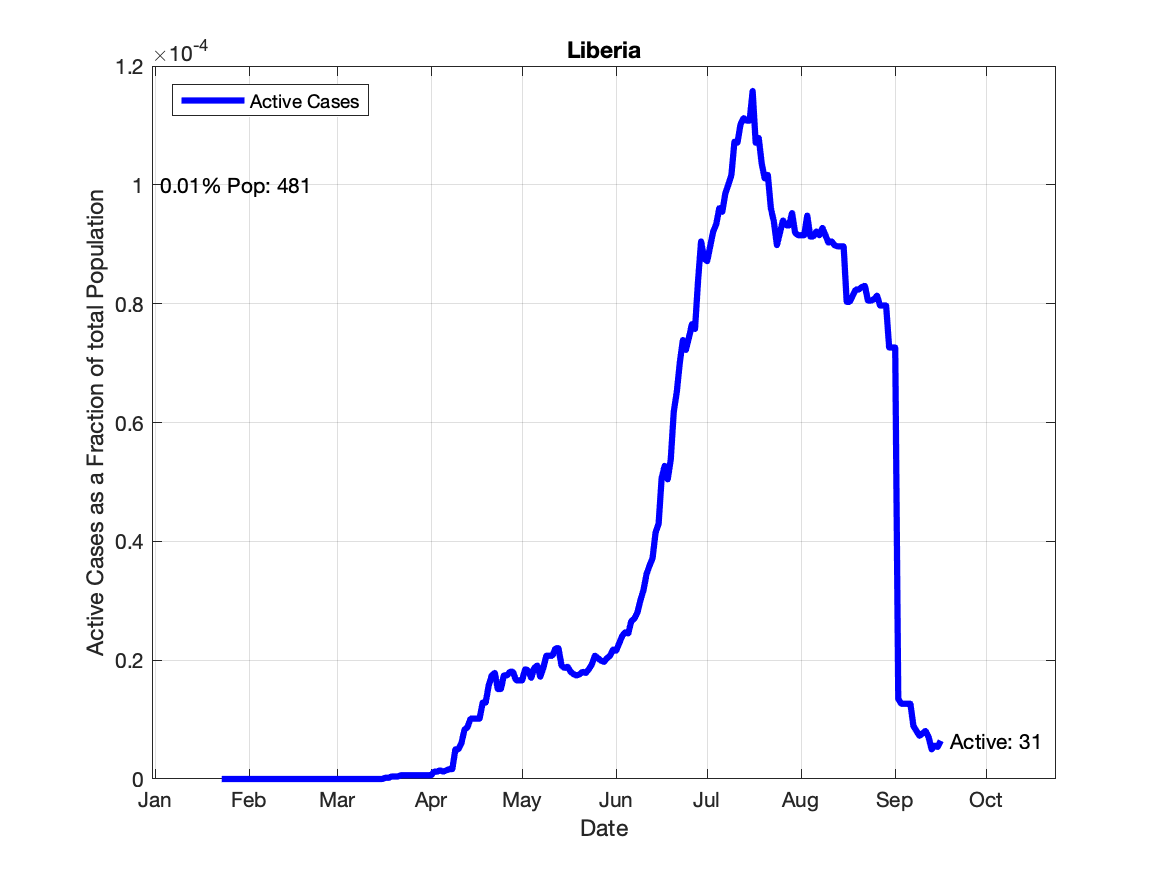 Liberia
×10-4
1.2
1
0.8
0.6
0.4
0.2
0
Active Cases
0.01% Pop: 481
Active: 31
Active Cases as a Fraction of total Population
Jan Feb Mar Apr May Jun Jul Aug Sep Oct
Date